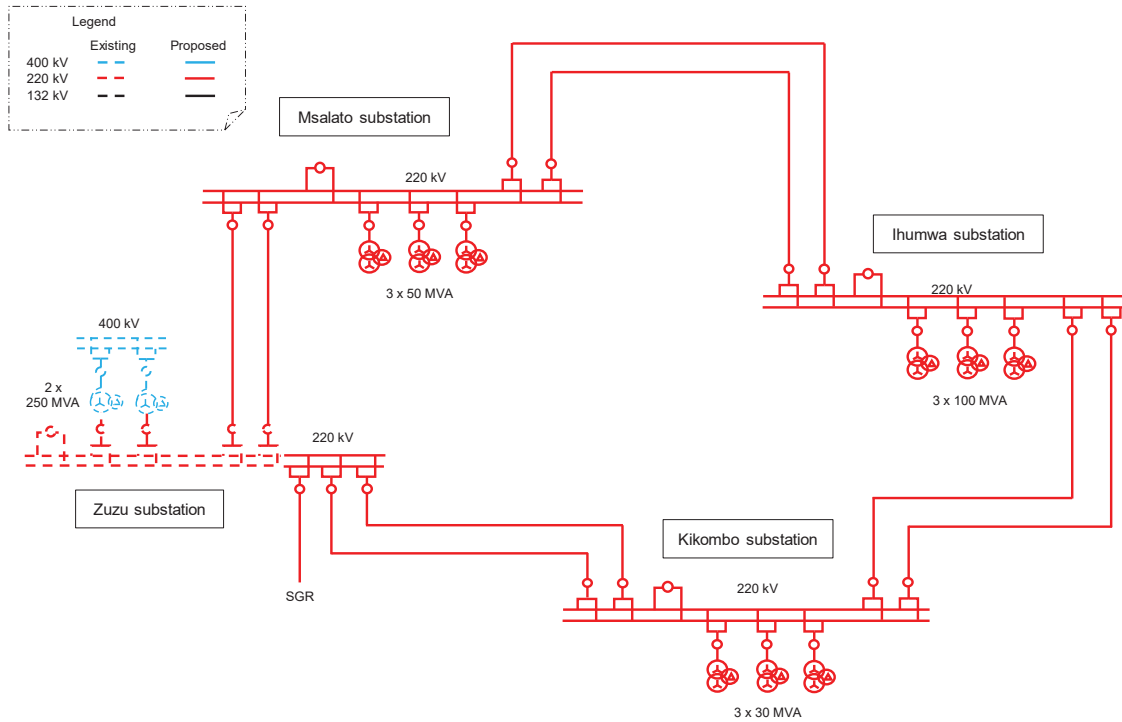 Legend
Existing Proposed
400 kV
220 kV
132 kV
Msalato substation
220 kV
3 x 50 MVA
Ihumwa substation
220 kV
3 x 100 MVA
400 kV
2 x
250 MVA
220 kV
Zuzu substation
SGR
Kikombo substation
220 kV
3 x 30 MVA